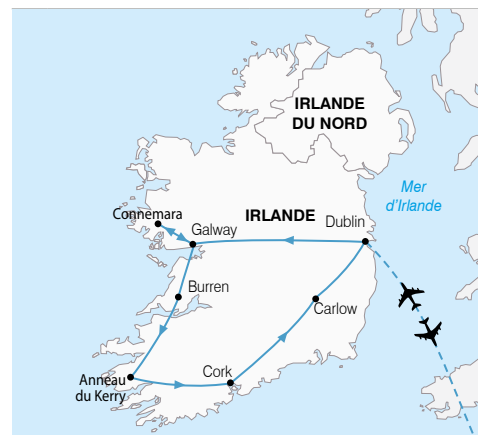 IRLANDE
DU NORD
Mer
d'Irlande
Connemara
IRLANDE
Dublin
Galway
Burren
Carlow
Cork
Anneau
du Kerry